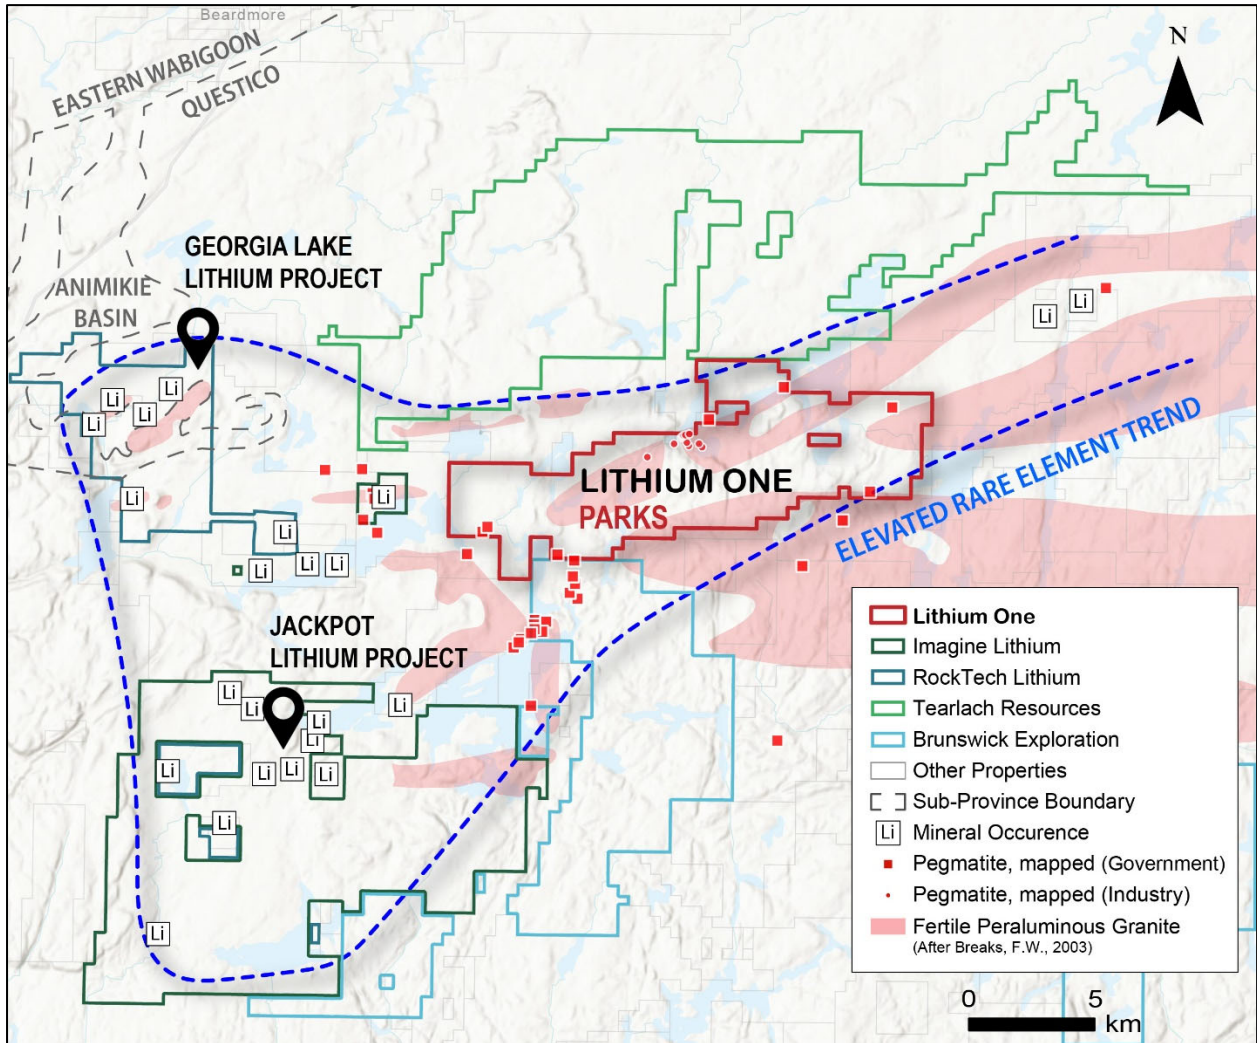 Beardmore
EASTERN WABIGOON
QUESTICO
N
GEORGIA LAKE
LITHIUM PROJECT
ANIMIKIE
BASIN
Li
Li
Li
Li
Li
Li
Li
Li
Li
Li
Li
Li
Li
LITHIUM ONE
PARKS
ELEVATED RARE ELEMENT TREND
JACKPOT
LITHIUM PROJECT
Li
Li
Li
Li
Li
Li
Li
Li
Li
Li
Li
Lithium One
Imagine Lithium
RockTech Lithium
Tearlach Resources
Brunswick Exploration
Other Properties
Sub-Province Boundary
Li Mineral Occurence
Pegmatite, mapped (Government)
Pegmatite, mapped (Industry)
Fertile Peraluminous Granite
(After Breaks, F.W., 2003)
0 5
km